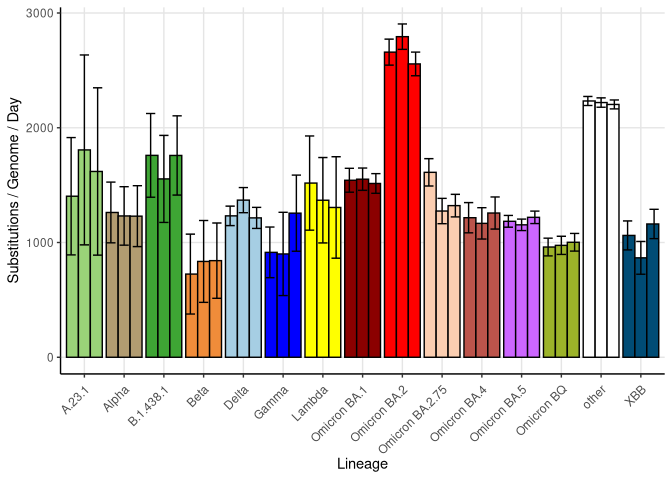 Substitutions / Genome / Day
3000
2000
1000
0
A.23.1
Alpha
B.1.438.1
Beta
Delta
Gamma
Lambda
Omicron BA.1
Omicron BA.2
Omicron BA.2.75
Omicron BA.4
Omicron BA.5
Omicron BQ
other
XBB
Lineage